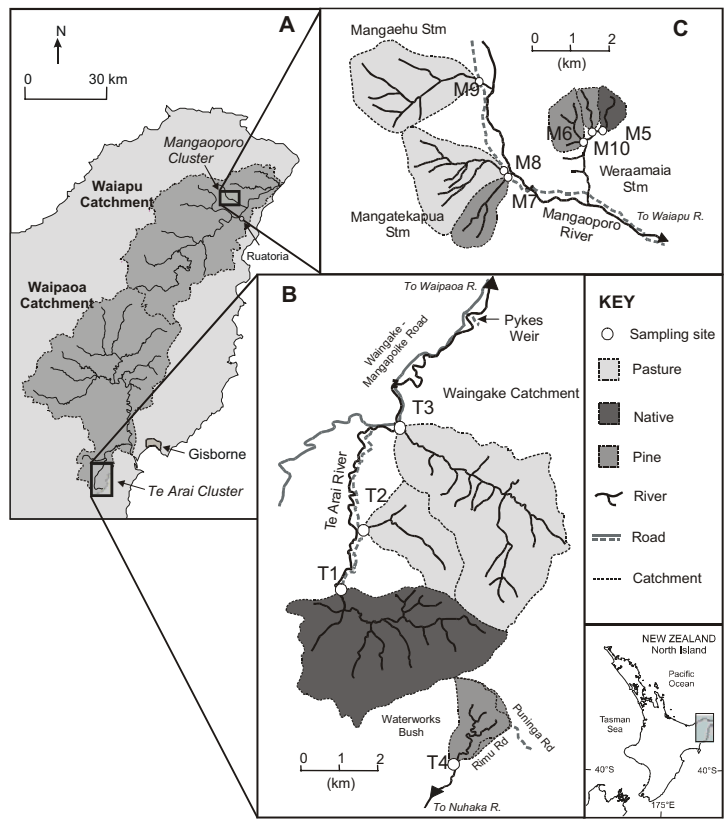 A
N
0 30 km
Mangaoporo
Cluster
Waiapu
Catchment
Ruatoria
Waipaoa
Catchment
Gisborne
Te Arai Cluster
C
Mangaehu Stm
0 1 2
(km)
M9
M6
M5
M10
M8
Weraamaia
Stm
M7
Mangatekapua
Stm
Mangaoporo
River
To Waiapu R.
B
To Waipaoa R.
Pykes
Weir
Waingake-
Mangapoike Road
Waingake Catchment
T3
Te Arai River
T2
T1
Waterworks
Bush
Puninga Rd
Rimu Rd
T4
0 1 2
(km)
To Nuhaka R.
KEY
Sampling site
Pasture
Native
Pine
River
Road
Catchment
NEW ZEALAND
North Island
Pacific
Ocean
Tasman
Sea
40°S
40°S
175°E